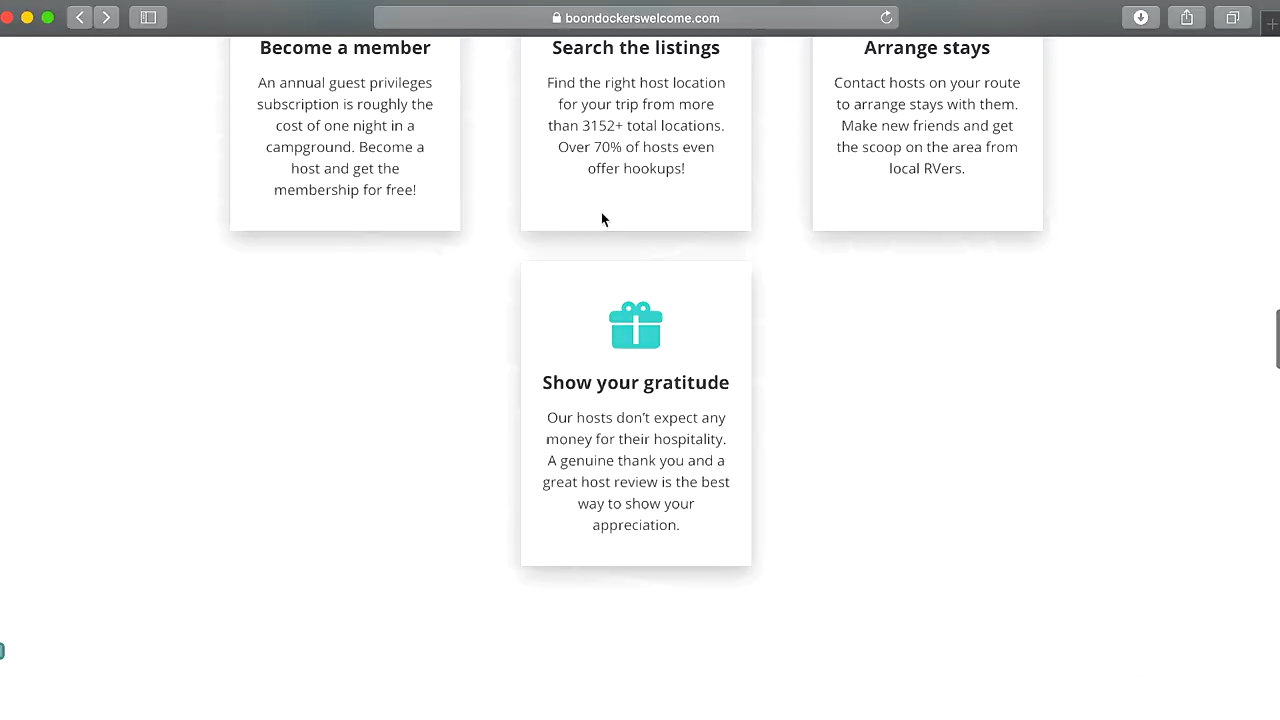 boondockerswelcome.com
Become a member
An annual guest privileges
subscription is roughly the
cost of one night in a
campground. Become a
host and get the
membership for free!
Search the listings
Find the right host location
for your trip from more
than 3152+ total locations.
Over 70% of hosts even
offer hookups!
Arrange stays
Contact hosts on your route
to arrange stays with them.
Make new friends and get
the scoop on the area from
local RVers.
Show your gratitude
Our hosts don’t expect any
money for their hospitality.
A genuine thank you and a
great host review is the best
way to show your
appreciation.